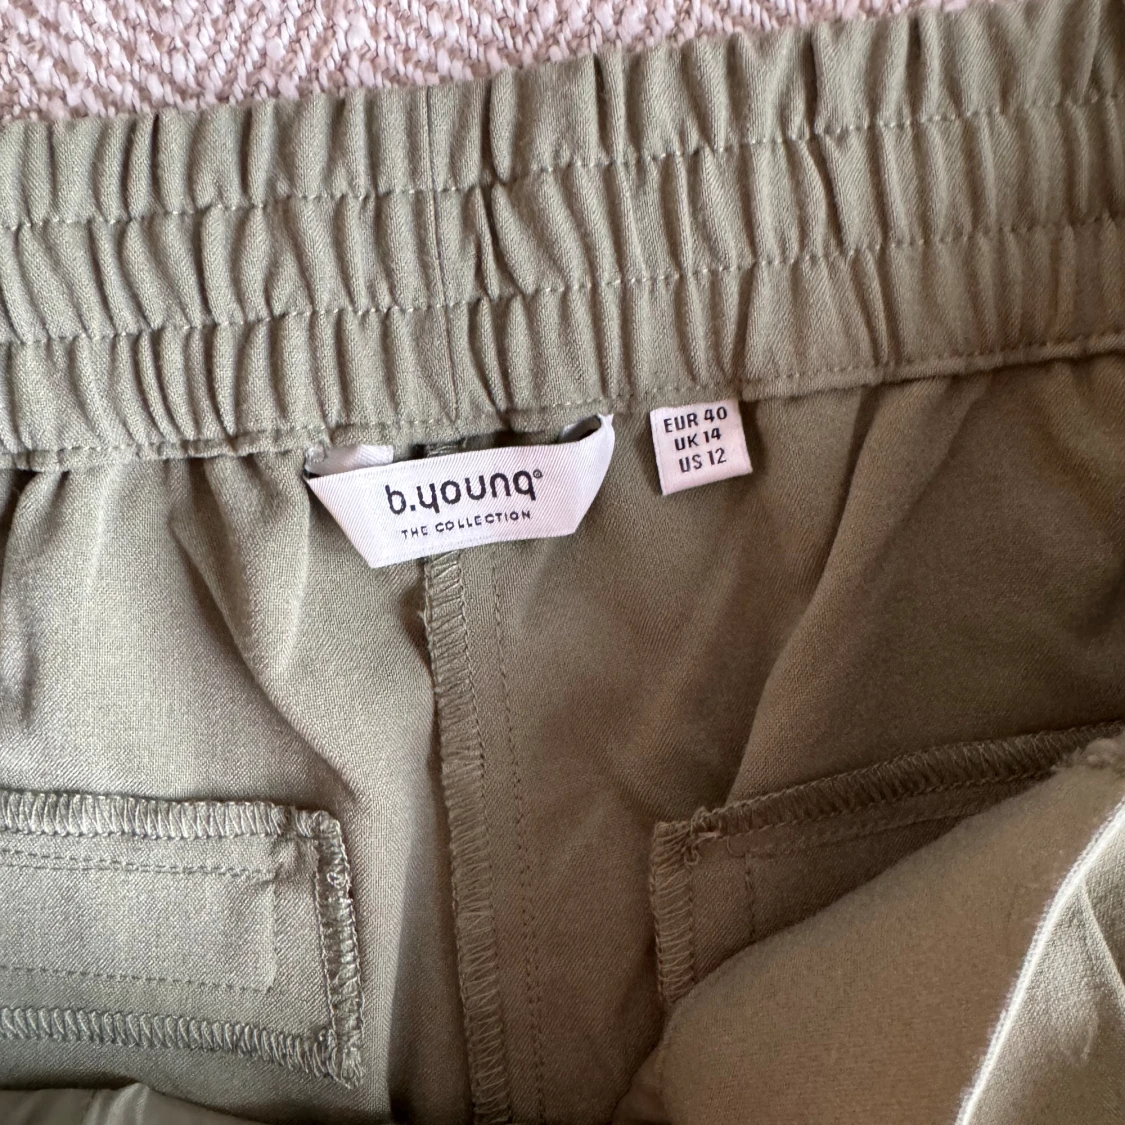 b.young®
THE COLLECTION
EUR 40
UK 14
US 12